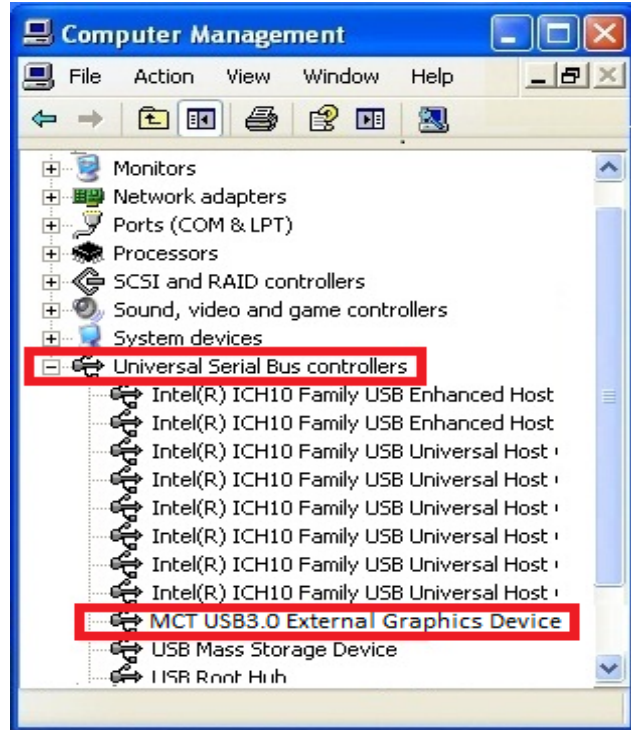 Computer Management
File Action View Window Help
Monitors
Network adapters
Ports (COM & LPT)
Processors
SCSI and RAID controllers
Sound, video and game controllers
System devices
Universal Serial Bus controllers
Intel(R) ICH10 Family USB Enhanced Host
Intel(R) ICH10 Family USB Enhanced Host
Intel(R) ICH10 Family USB Universal Host
Intel(R) ICH10 Family USB Universal Host
Intel(R) ICH10 Family USB Universal Host
Intel(R) ICH10 Family USB Universal Host
Intel(R) ICH10 Family USB Universal Host
Intel(R) ICH10 Family USB Universal Host
MCT USB3.0 External Graphics Device
USB Mass Storage Device
USB Root Hub